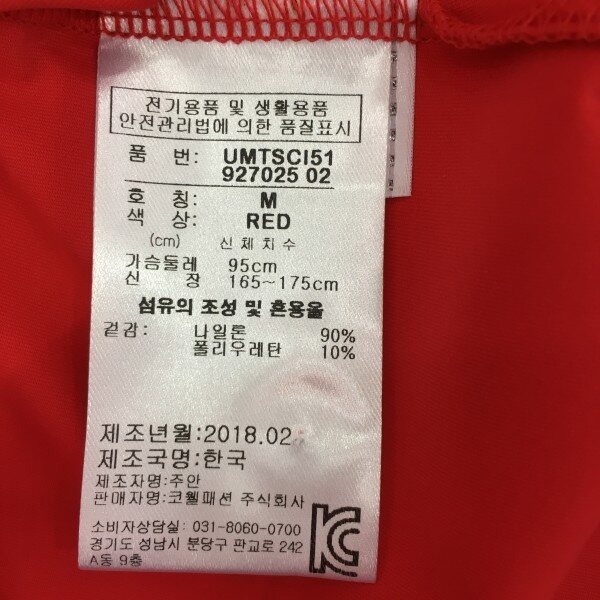 전기용품 및 생활용품
안전관리법에 의한 품질표시
품 번: UMTSCI51
927025 02
호 칭: M
색 상: RED
(cm) 신체치수
가슴둘레 95cm
신 장 165~175cm
섬유의 조성 및 혼용율
겉감: 나일론 90%
폴리우레탄 10%
제조년월:2018.02
제조국명:한국
제조자명:주안
판매자명:코웰패션 주식회사
소비자상담실: 031-8060-0700
경기도 성남시 분당구 판교로 242
A동 9층